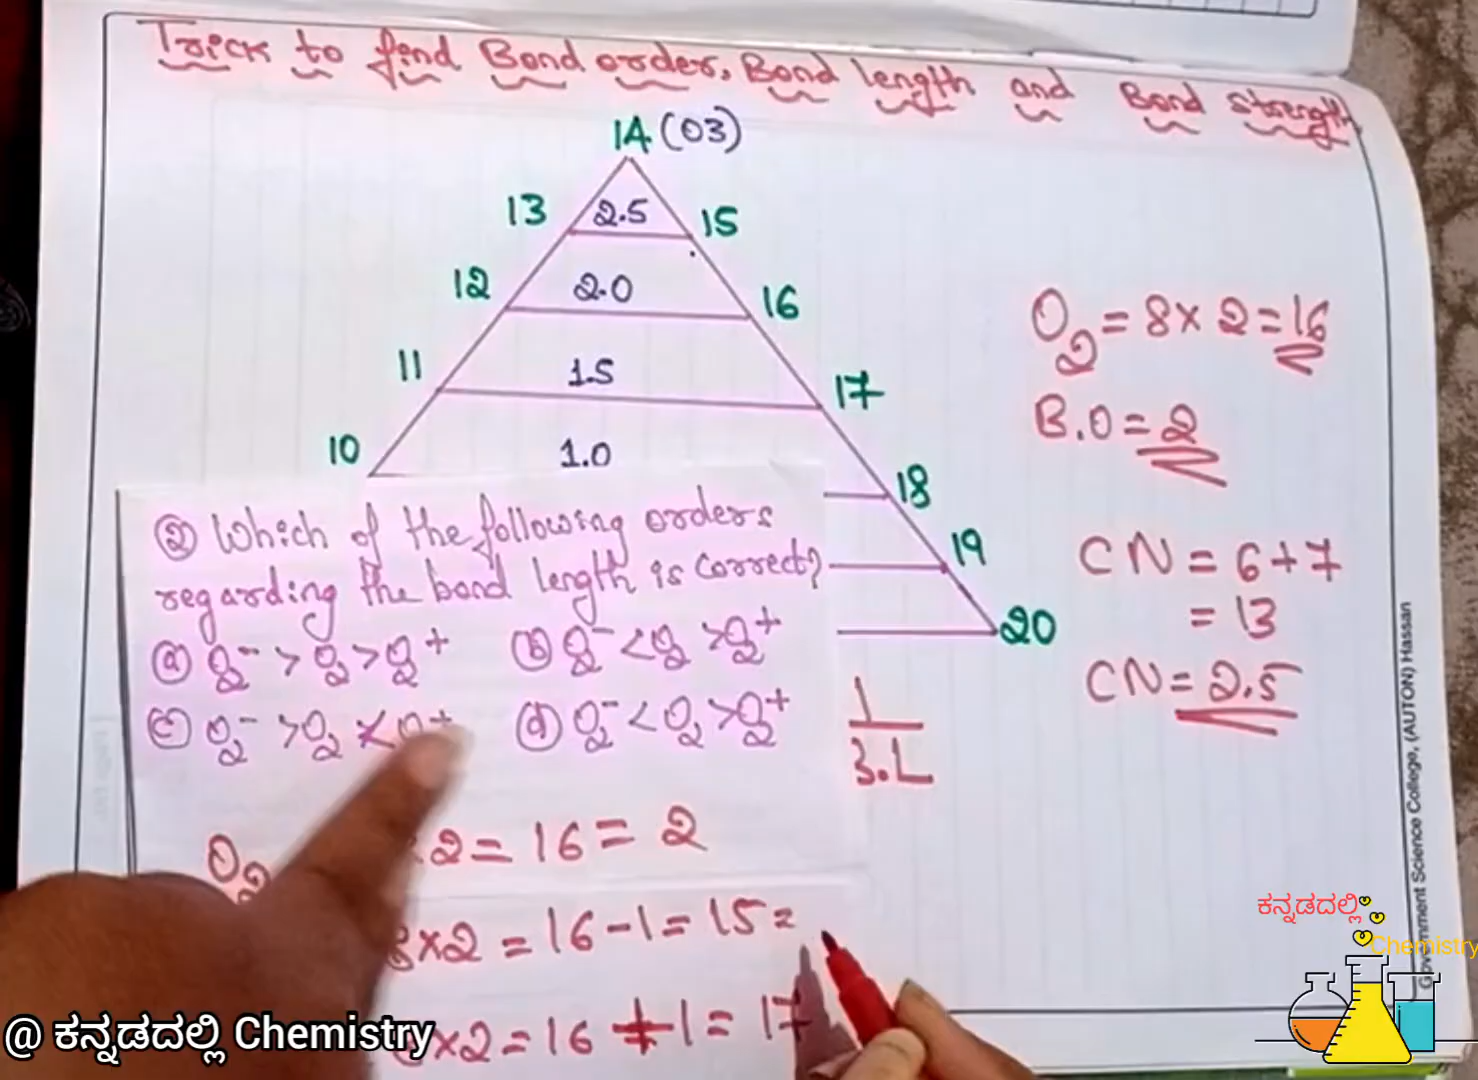 Trick to find Bond order, Bond length and Bond strength
14 (03)
13 2.5 15
12 2.0 16
11 1.5 17
10 1.0 18
19
20
② Which of the following orders
regarding the bond length is correct?
ⓐ O2⁻ > O2 > O2⁺ ⓑ O2⁻ < O2 > O2⁺
ⓒ O2⁻ > O2 < O2⁺ ⓓ O2⁻ < O2 > O2⁺
O2 2 = 16 = 2
8×2 = 16 - 1 = 15 =
×2 = 16 + 1 = 17
O2 = 8 × 2 = 16
B.O = 2
CN = 6+7
= 13
CN = 2.5
1
B.L
Government Science College, (AUTON) Hassan
ಕನ್ನಡದಲ್ಲಿ
Chemistry
@ ಕನ್ನಡದಲ್ಲಿ Chemistry